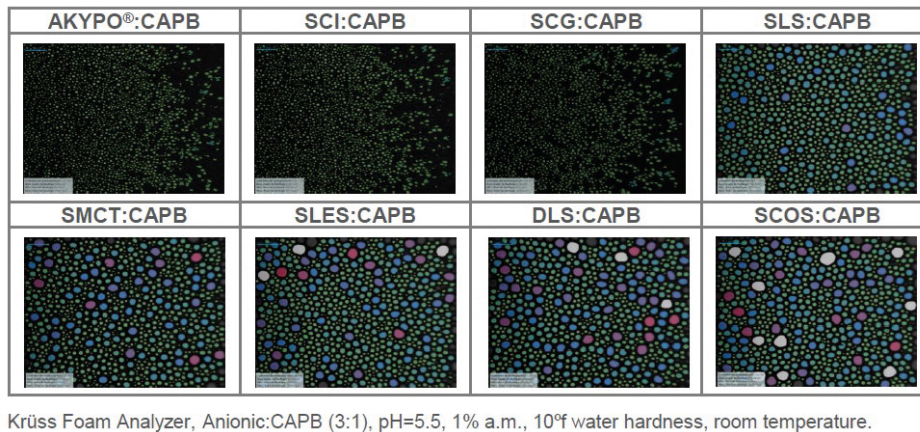 AKYPO®:CAPB SCI:CAPB SCG:CAPB SLS:CAPB
SMCT:CAPB SLES:CAPB DLS:CAPB SCOS:CAPB
Krüss Foam Analyzer, Anionic:CAPB (3:1), pH=5.5, 1% a.m., 10ºf water hardness, room temperature.